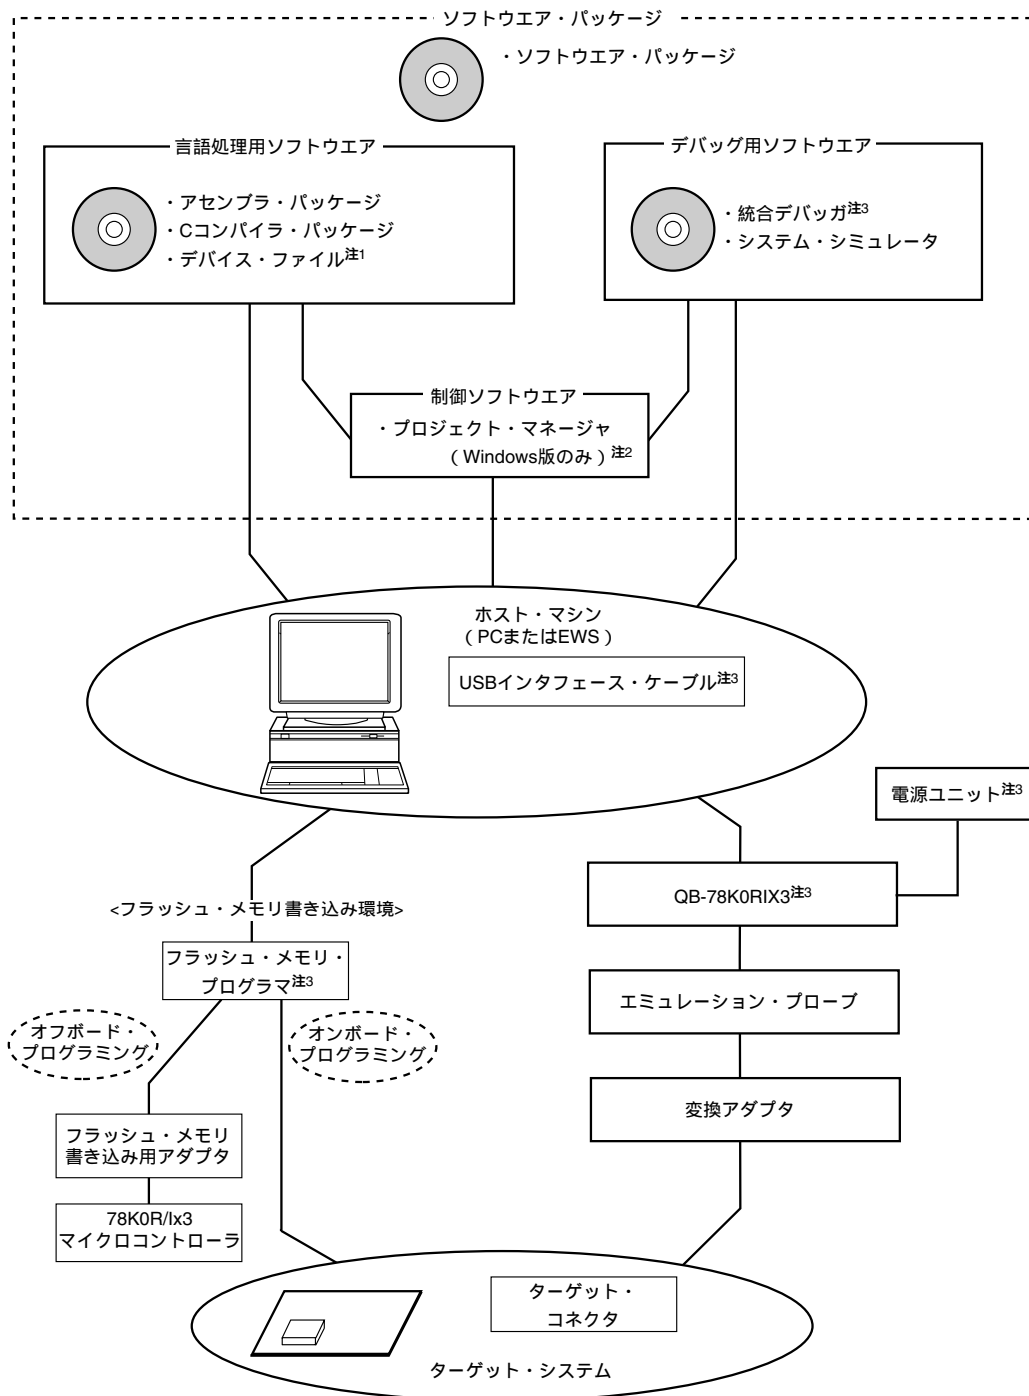 ソフトウエア・パッケージ
・ソフトウエア・パッケージ
言語処理用ソフトウエア
・アセンブラ・パッケージ
・Cコンパイラ・パッケージ
・デバイス・ファイル注1
デバッグ用ソフトウエア
・統合デバッガ注3
・システム・シミュレータ
制御ソフトウエア
・プロジェクト・マネージャ
（Windows版のみ）注2
ホスト・マシン
（PCまたはEWS）
USBインタフェース・ケーブル注3
電源ユニット注3
QB-78K0RIX3注3
<フラッシュ・メモリ書き込み環境>
フラッシュ・メモリ・
プログラマ注3
エミュレーション・プローブ
オフボード・
プログラミング
オンボード・
プログラミング
変換アダプタ
フラッシュ・メモリ
書き込み用アダプタ
78K0R/Ix3
マイクロコントローラ
ターゲット・
コネクタ
ターゲット・システム